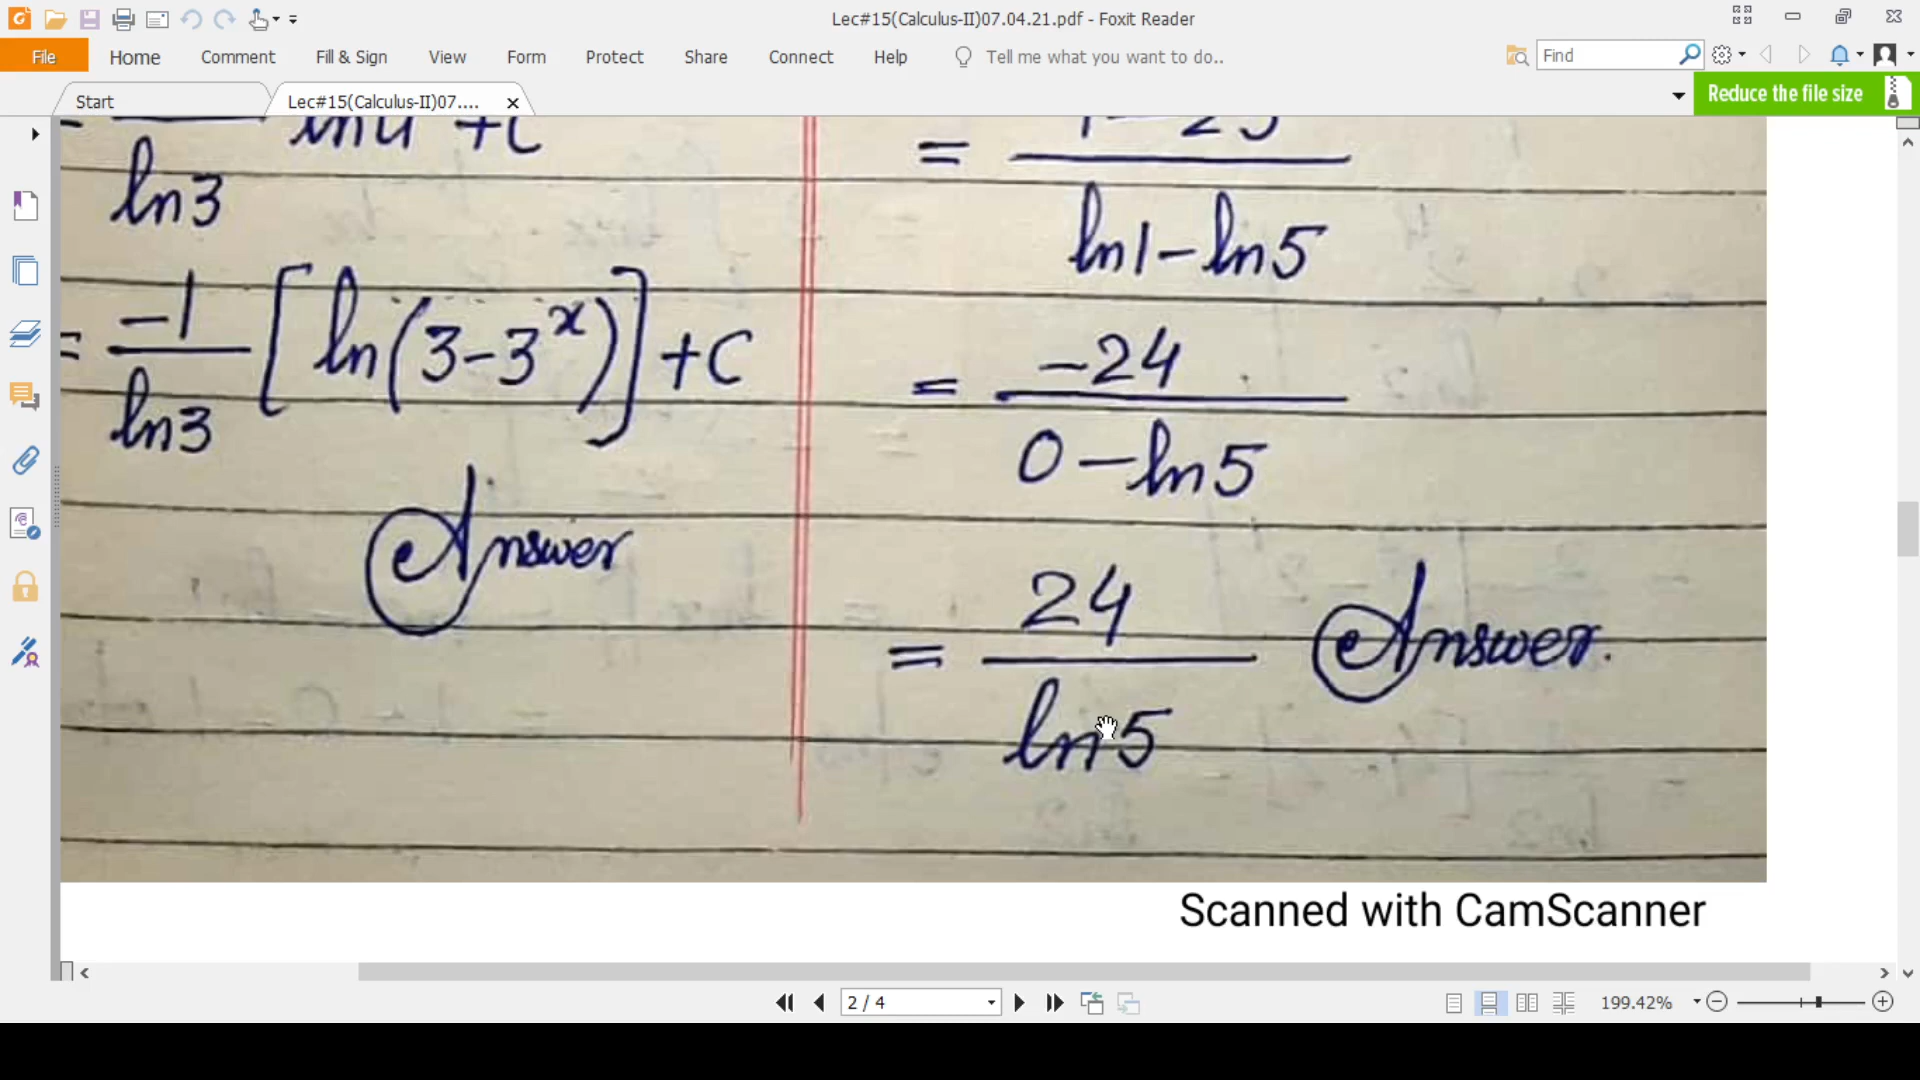 Lec#15(Calculus-II)07.04.21.pdf - Foxit Reader
File Home Comment Fill & Sign View Form Protect Share Connect Help Tell me what you want to do.. Find
Start Lec#15(Calculus-II)07.... Reduce the file size
= ln3 ln u + C
= -1/ln3 [ln(3-3^x)] + C
Answer
= 1-25/ln1-ln5
= -24/0-ln5
= 24/ln5 Answer.
Scanned with CamScanner
2 / 4 199.42%